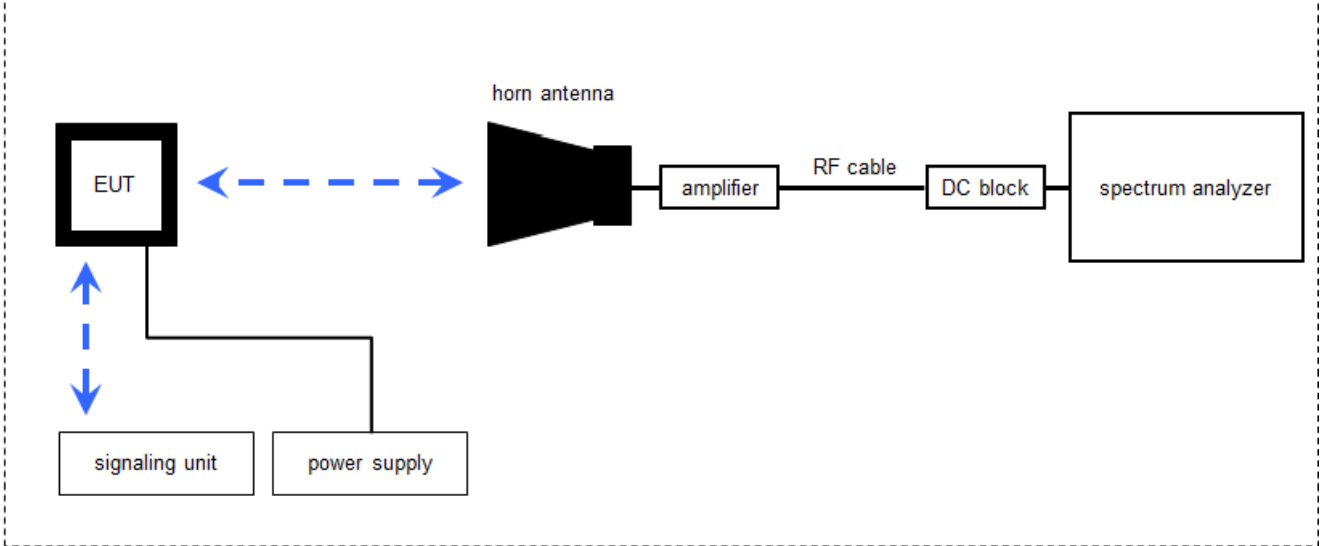 horn antenna
EUT
amplifier
RF cable
DC block
spectrum analyzer
signaling unit
power supply